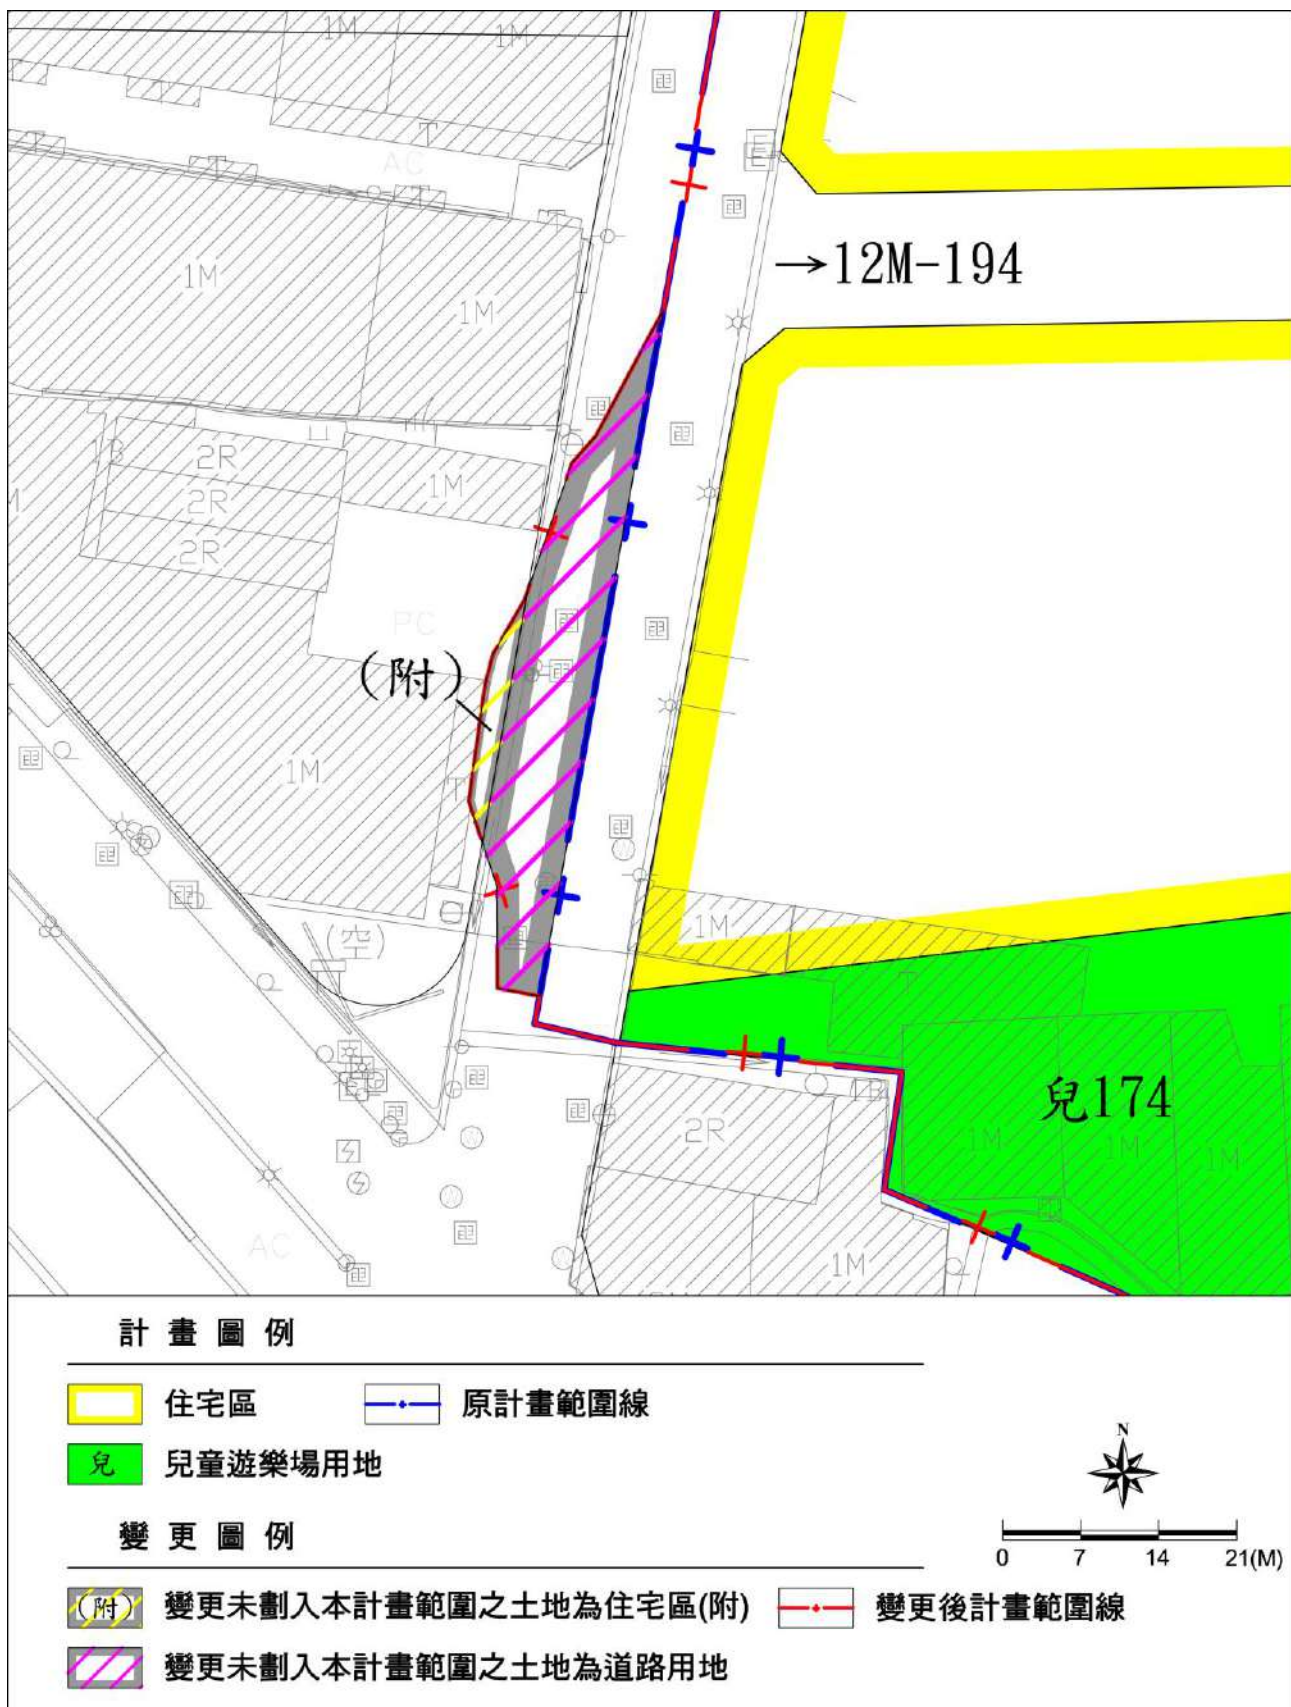 1M
1M
AC
1M
1M
E
E
→12M-194
1B
2R
2R
2R
1M
PC
(附)
1M
1M
(空)
兒174
2R
1B
1M
1M
1M
1M
AC
計畫圖例
住宅區
原計畫範圍線
兒
兒童遊樂場用地
變更圖例
(附)
變更未劃入本計畫範圍之土地為住宅區(附)
變更後計畫範圍線
變更未劃入本計畫範圍之土地為道路用地
N
0 7 14 21(M)